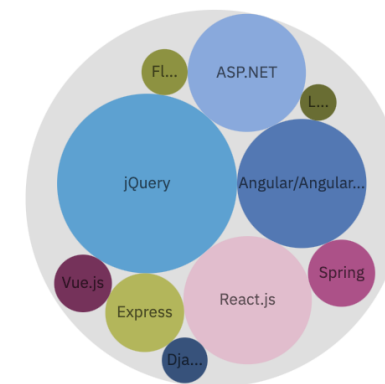 Fl...
ASP.NET
L...
jQuery
Angular/Angular...
Vue.js
Express
React.js
Spring
Dja...